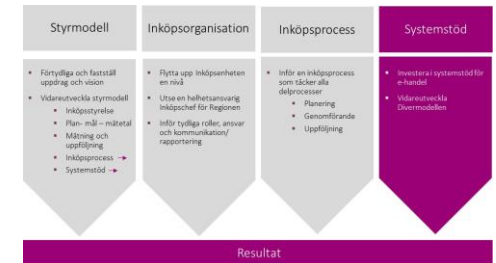 Styrmodell
Förtydliga och fastställ
uppdrag och vision
Vidareutveckla styrmodell
Inköpsstyrelse
Plan- mål – mätetal
Mätning och
uppföljning
Inköpsprocess →
Systemstöd →
Inköpsorganisation
Flytta upp Inköpsenheten
en nivå
Utse en helhetsansvarig
Inköpschef för Regionen
Inför tydliga roller, ansvar
och kommunikation/
rapportering
Inköpsprocess
Inför en inköpsprocess
som täcker alla
delprocesser
Planering
Genomförande
Uppföljning
Systemstöd
Investera i systemstöd för
e-handel
Vidareutveckla
Divermodellen
Resultat